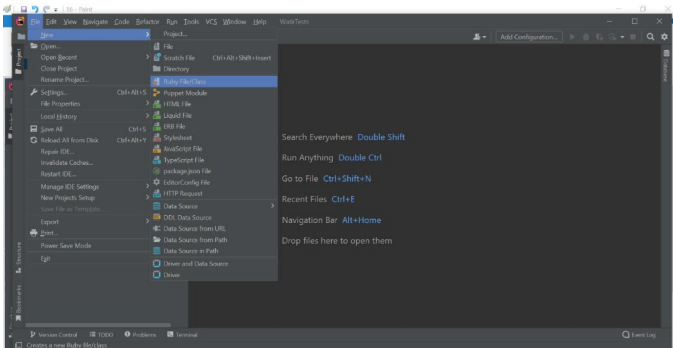 16 - Paint
File Edit View Navigate Code Refactor Run Tools VCS Window Help WatirTests
Add Configuration...
New
Open...
Open Recent
Close Project
Rename Project...
Settings... Ctrl+Alt+S
File Properties
Local History
Save All Ctrl+S
Reload All from Disk Ctrl+Alt+Y
Repair IDE...
Invalidate Caches...
Restart IDE...
Manage IDE Settings
New Projects Setup
Save File as Template...
Export
Print...
Power Save Mode
Exit
Project...
File
Scratch File Ctrl+Alt+Shift+Insert
Directory
Ruby File/Class
Puppet Module
HTML File
Liquid File
ERB File
Stylesheet
JavaScript File
TypeScript File
package.json File
EditorConfig File
HTTP Request
Data Source
DDL Data Source
Data Source from URL
Data Source from Path
Data Source in Path
Driver and Data Source
Driver
Search Everywhere Double Shift
Run Anything Double Ctrl
Go to File Ctrl+Shift+N
Recent Files Ctrl+E
Navigation Bar Alt+Home
Drop files here to open them
Project
Structure
Bookmarks
Database
Version Control TODO Problems Terminal
Event Log
Creates a new Ruby file/class